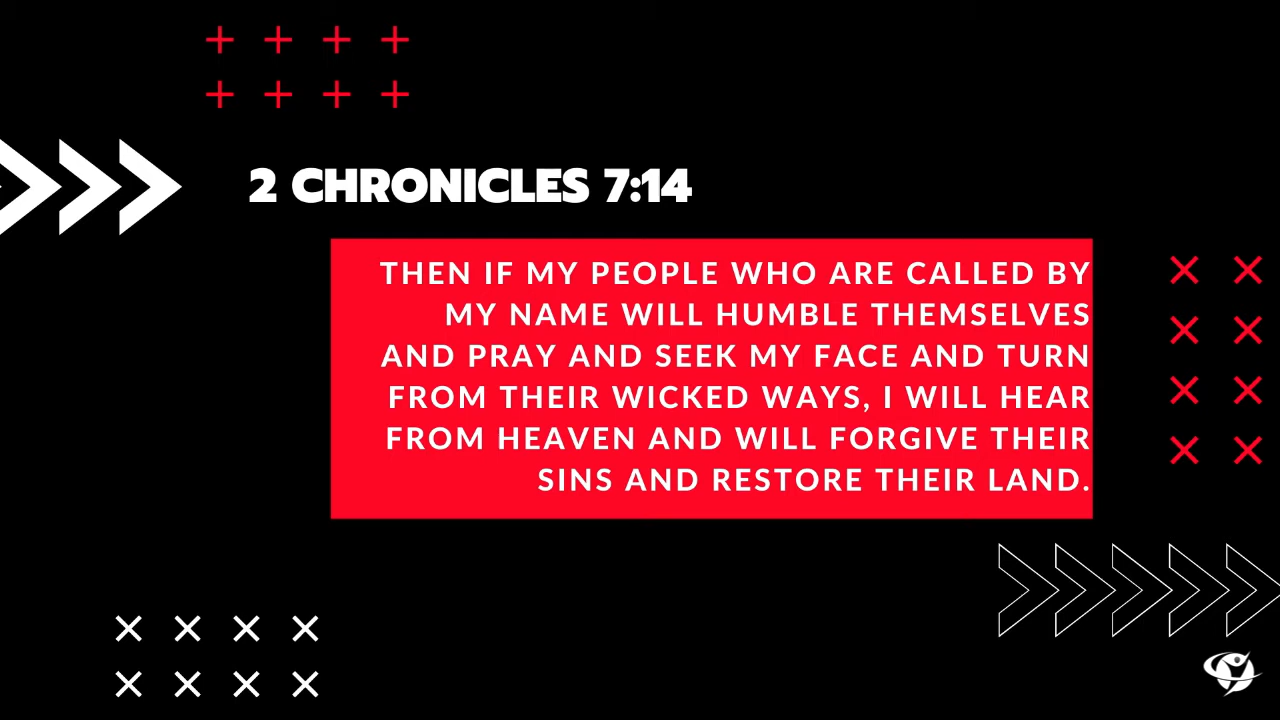 2 CHRONICLES 7:14
THEN IF MY PEOPLE WHO ARE CALLED BY
MY NAME WILL HUMBLE THEMSELVES
AND PRAY AND SEEK MY FACE AND TURN
FROM THEIR WICKED WAYS, I WILL HEAR
FROM HEAVEN AND WILL FORGIVE THEIR
SINS AND RESTORE THEIR LAND.